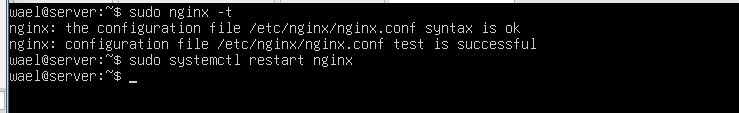 wael@server:~$ sudo nginx -t
nginx: the configuration file /etc/nginx/nginx.conf syntax is ok
nginx: configuration file /etc/nginx/nginx.conf test is successful
wael@server:~$ sudo systemctl restart nginx
wael@server:~$ _